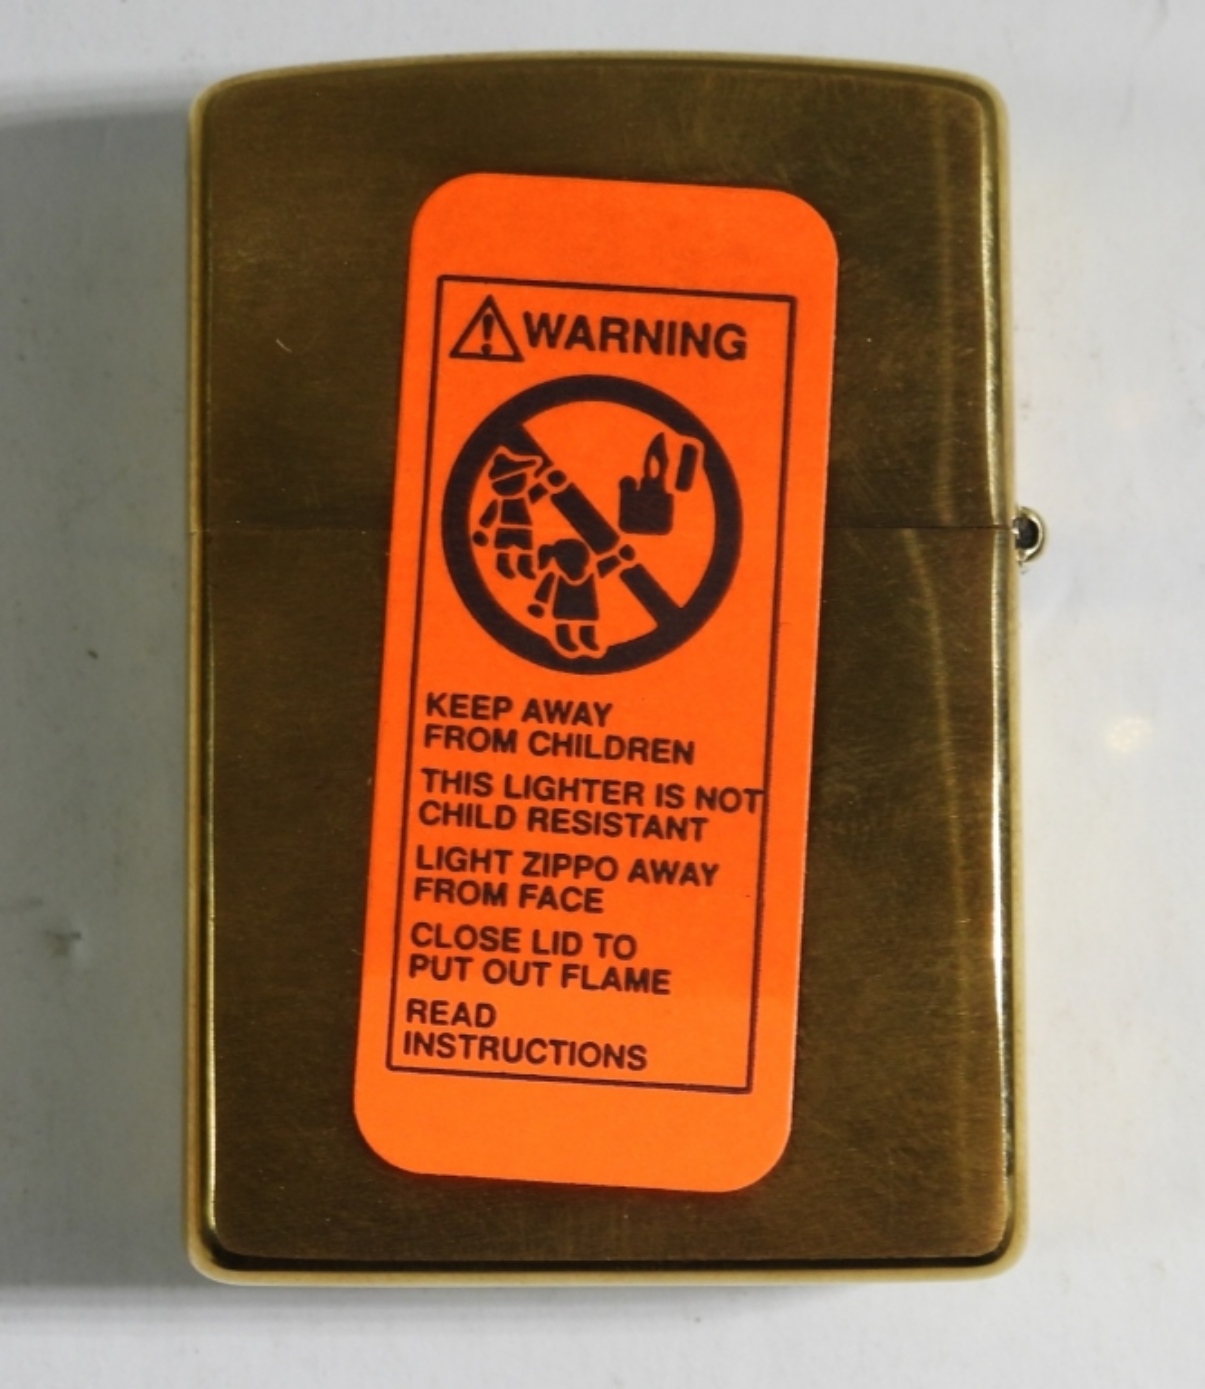 WARNING
KEEP AWAY
FROM CHILDREN
THIS LIGHTER IS NOT
CHILD RESISTANT
LIGHT ZIPPO AWAY
FROM FACE
CLOSE LID TO
PUT OUT FLAME
READ
INSTRUCTIONS